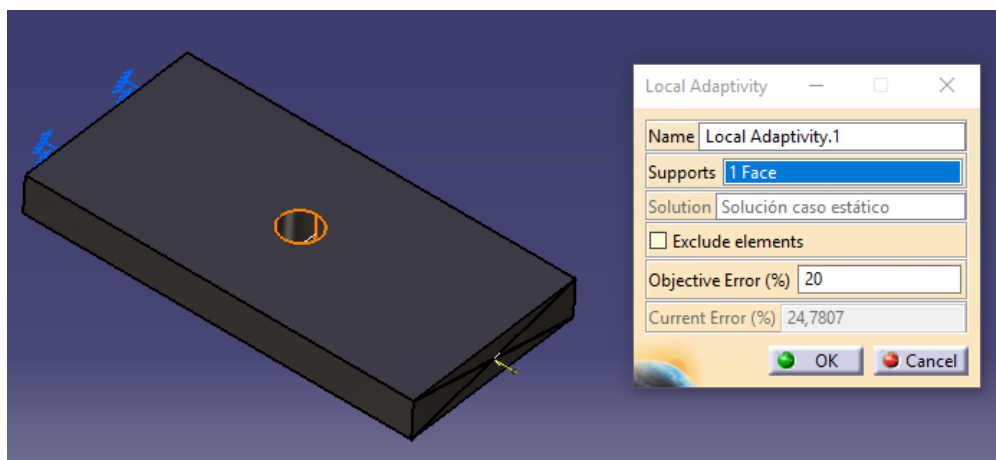 Local Adaptivity
Name Local Adaptivity.1
Supports 1 Face
Solution Solución caso estático
Exclude elements
Objective Error (%) 20
Current Error (%) 24,7807
OK Cancel